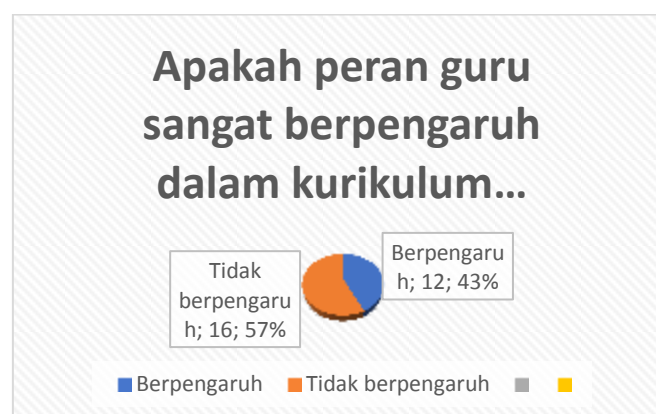 Apakah peran guru
sangat berpengaruh
dalam kurikulum...
Tidak
berpengaru
h; 16; 57%
Berpengaru
h; 12; 43%
Berpengaruh
Tidak berpengaruh